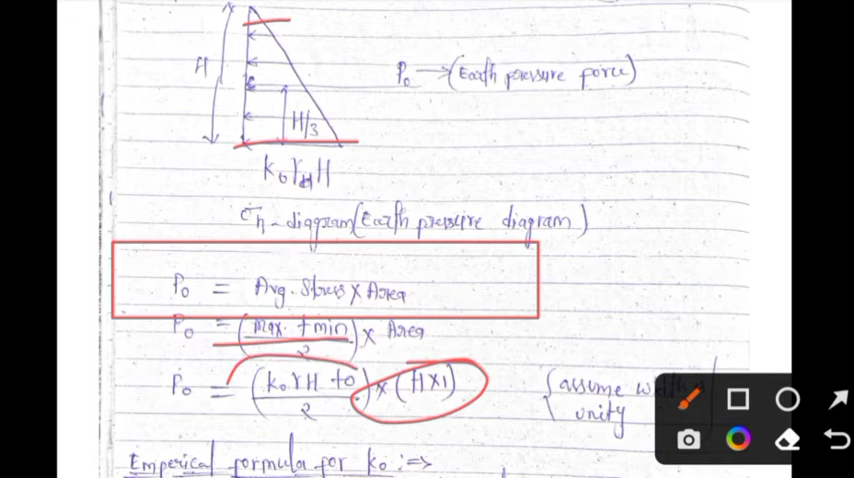 H
P₀ → (Earth pressure force)
H/3
k₀γH
σₕ-diagram (Earth pressure diagram)
P₀ = Avg. Stress × Area
P₀ = (max. + min / 2) × Area
P₀ = (k₀γH + 0 / 2) × (H×1) { assume width
unity
Emperical formula for k₀ :⇒